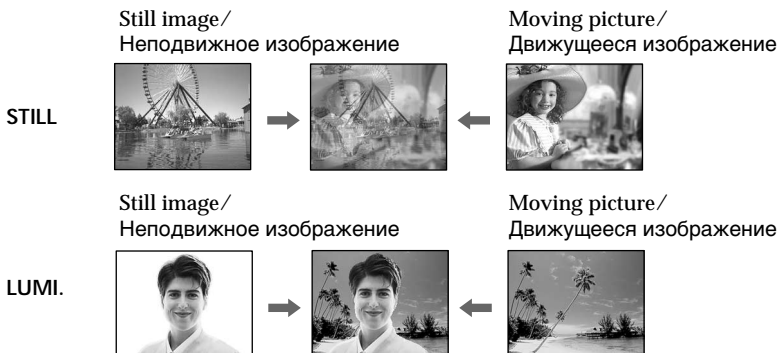 Still image/
Неподвижное изображение
Moving picture/
Движущееся изображение
STILL
Still image/
Неподвижное изображение
Moving picture/
Движущееся изображение
LUMI.